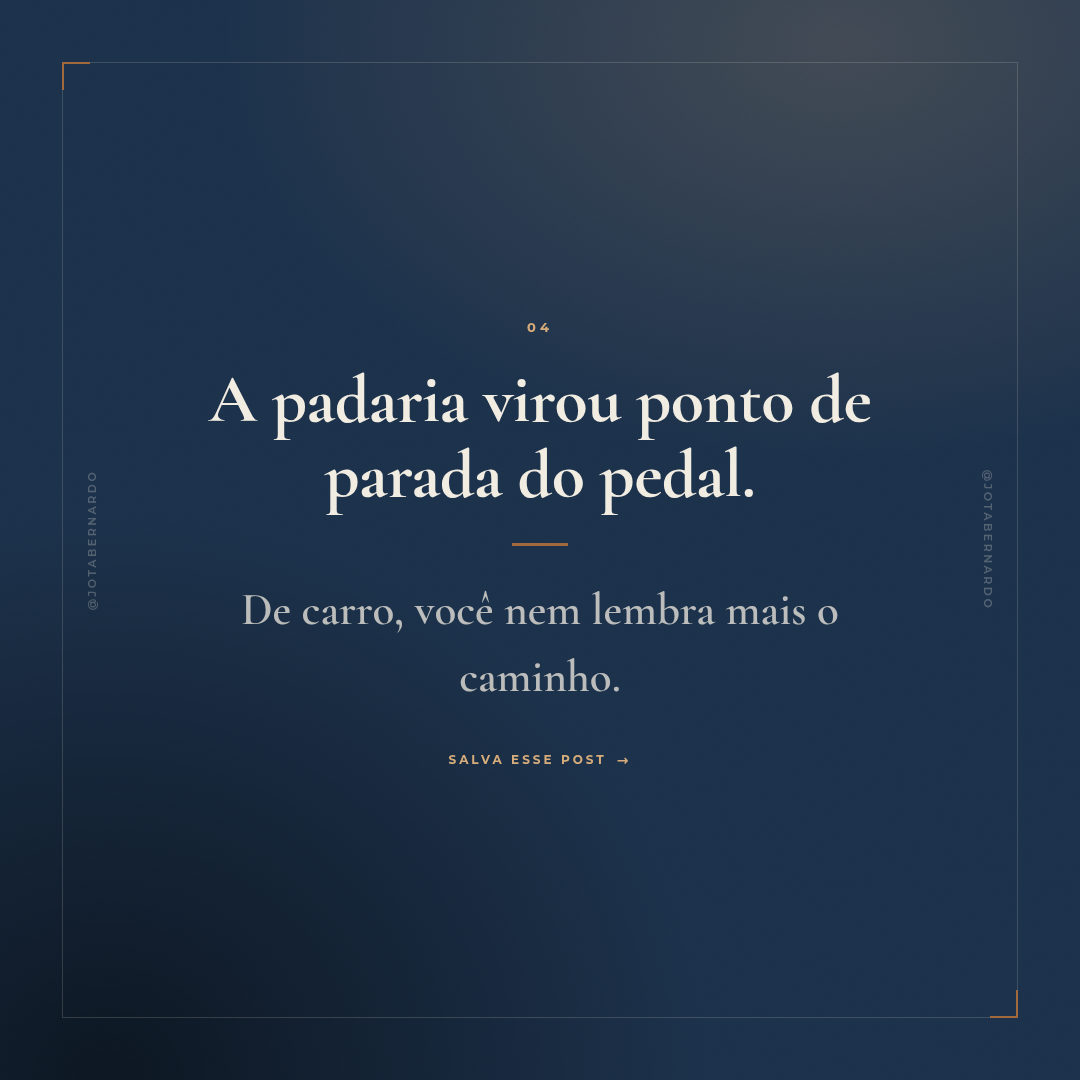 04
A padaria virou ponto de
parada do pedal.
De carro, você nem lembra mais o
caminho.
SALVA ESSE POST →
@JOTABERNARDO
@JOTABERNARDO